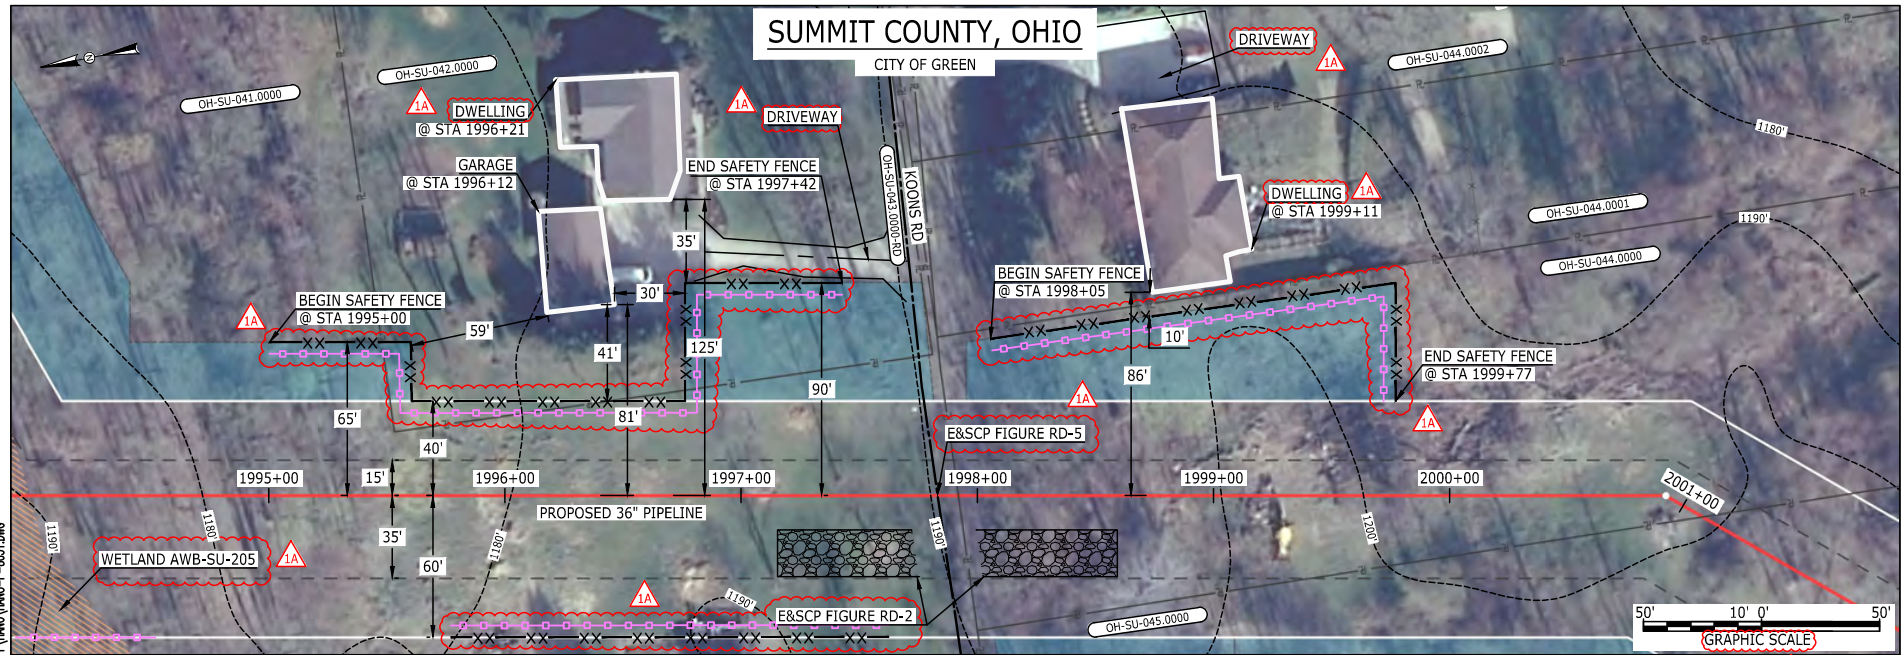 SUMMIT COUNTY, OHIO
CITY OF GREEN
N
OH-SU-041.0000
OH-SU-042.0000
1A
DWELLING
@ STA 1996+21
GARAGE
@ STA 1996+12
1A
DRIVEWAY
END SAFETY FENCE
@ STA 1997+42
OH-SU-043.0000-RD
KOONS RD
DRIVEWAY
1A
OH-SU-044.0002
1180'
DWELLING
1A
@ STA 1999+11
OH-SU-044.0001
1190'
OH-SU-044.0000
BEGIN SAFETY FENCE
@ STA 1998+05
BEGIN SAFETY FENCE
@ STA 1995+00
1A
59'
30'
35'
41'
125'
81'
90'
65'
40'
15'
86'
10'
END SAFETY FENCE
@ STA 1999+77
1A
1A
E&SCP FIGURE RD-5
1995+00
1996+00
1997+00
1998+00
1999+00
2000+00
2001+00
PROPOSED 36" PIPELINE
35'
60'
1190'
1180'
1180'
1190'
1190'
1200'
WETLAND AWB-SU-205
1A
1A
E&SCP FIGURE RD-2
OH-SU-045.0000
50'
10'
0'
50'
GRAPHIC SCALE